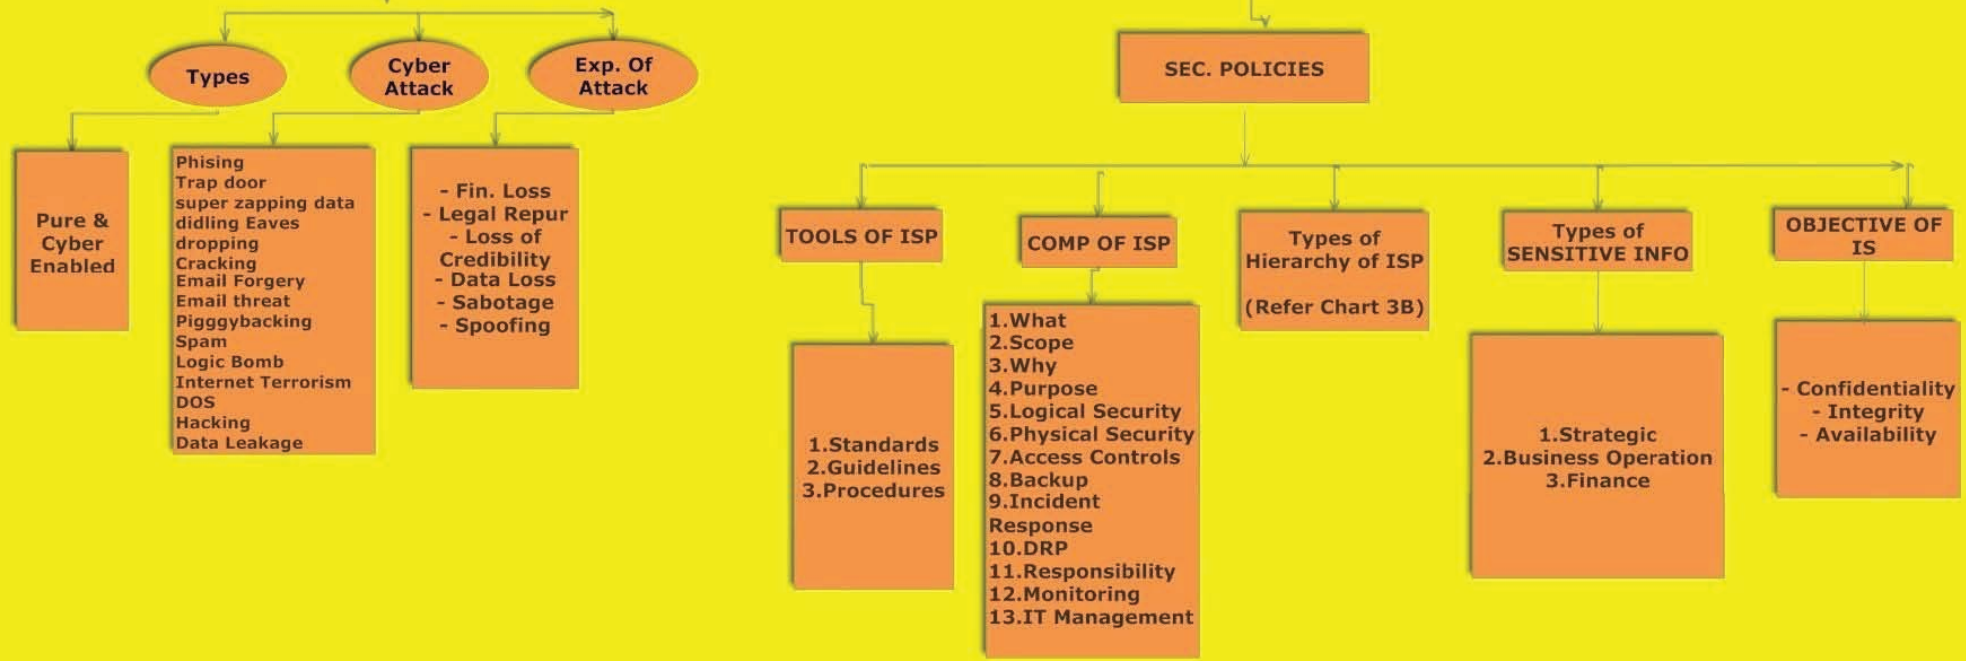 Types
Cyber
Attack
Exp. Of
Attack
Pure &
Cyber
Enabled
Phising
Trap door
super zapping data
didling Eaves
dropping
Cracking
Email Forgery
Email threat
Pigggybacking
Spam
Logic Bomb
Internet Terrorism
DOS
Hacking
Data Leakage
- Fin. Loss
- Legal Repur
- Loss of
Credibility
- Data Loss
- Sabotage
- Spoofing
SEC. POLICIES
TOOLS OF ISP
1.Standards
2.Guidelines
3.Procedures
COMP OF ISP
1.What
2.Scope
3.Why
4.Purpose
5.Logical Security
6.Physical Security
7.Access Controls
8.Backup
9.Incident
Response
10.DRP
11.Responsibility
12.Monitoring
13.IT Management
Types of
Hierarchy of ISP
(Refer Chart 3B)
Types of
SENSITIVE INFO
1.Strategic
2.Business Operation
3.Finance
OBJECTIVE OF
IS
- Confidentiality
- Integrity
- Availability